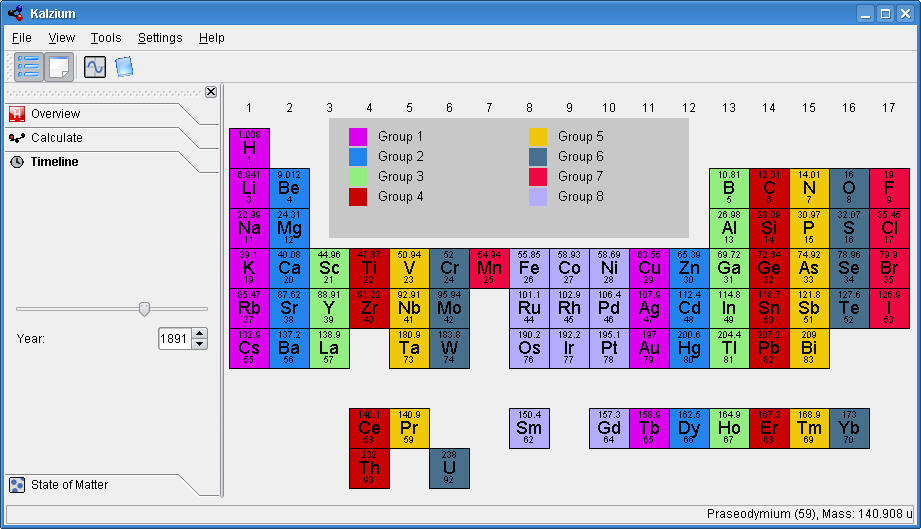 Kalzium
File View Tools Settings Help
Overview
Calculate
Timeline
Year: 1891
State of Matter
1 2 3 4 5 6 7 8 9 10 11 12 13 14 15 16 17
Group 1 Group 5
Group 2 Group 6
Group 3 Group 7
Group 4 Group 8
1.008
H
1
6.941 9.012 10.81 12.01 14.01 16 19
Li Be B C N O F
3 4 5 6 7 8 9
22.99 24.31 26.98 28.09 30.97 32.07 35.45
Na Mg Al Si P S Cl
11 12 13 14 15 16 17
39.1 40.08 44.96 47.87 50.94 52 54.94 55.85 58.93 58.69 63.55 65.39 69.72 72.64 74.92 78.96 79.9
K Ca Sc Ti V Cr Mn Fe Co Ni Cu Zn Ga Ge As Se Br
19 20 21 22 23 24 25 26 27 28 29 30 31 32 33 34 35
85.47 87.62 88.91 91.22 92.91 95.94 101.1 102.9 106.4 107.9 112.4 114.8 118.7 121.8 127.6 126.9
Rb Sr Y Zr Nb Mo Ru Rh Pd Ag Cd In Sn Sb Te I
37 38 39 40 41 42 44 45 46 47 48 49 50 51 52 53
132.9 137.2 138.9 180.9 183.8 190.2 192.2 195.1 197 200.6 204.4 207.2 209
Cs Ba La Ta W Os Ir Pt Au Hg Tl Pb Bi
55 56 57 73 74 76 77 78 79 80 81 82 83
140.1 140.9 150.4 157.3 158.9 162.5 164.9 167.3 168.9 173
Ce Pr Sm Gd Tb Dy Ho Er Tm Yb
58 59 62 64 65 66 67 68 69 70
232 238
Th U
90 92
Praseodymium (59), Mass: 140.908 u